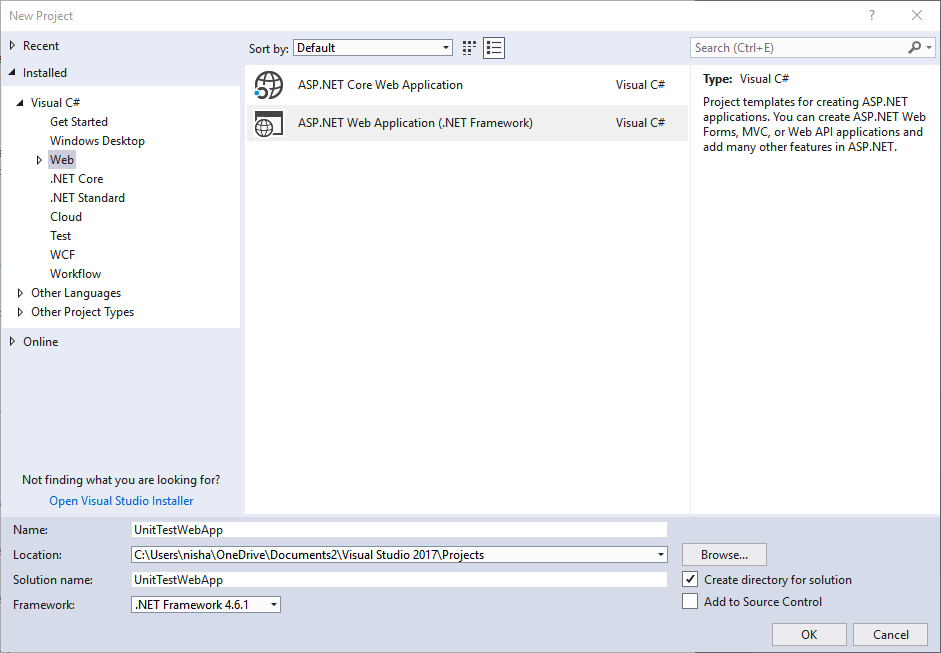 New Project
?
Recent
Installed
Visual C#
Get Started
Windows Desktop
Web
.NET Core
.NET Standard
Cloud
Test
WCF
Workflow
Other Languages
Other Project Types
Online
Not finding what you are looking for?
Open Visual Studio Installer
Sort by: Default
ASP.NET Core Web Application Visual C#
ASP.NET Web Application (.NET Framework) Visual C#
Search (Ctrl+E)
Type: Visual C#
Project templates for creating ASP.NET
applications. You can create ASP.NET Web
Forms, MVC, or Web API applications and
add many other features in ASP.NET.
Name: UnitTestWebApp
Location: C:\Users\nisha\OneDrive\Documents2\Visual Studio 2017\Projects
Browse...
Solution name: UnitTestWebApp
Create directory for solution
Framework: .NET Framework 4.6.1
Add to Source Control
OK Cancel